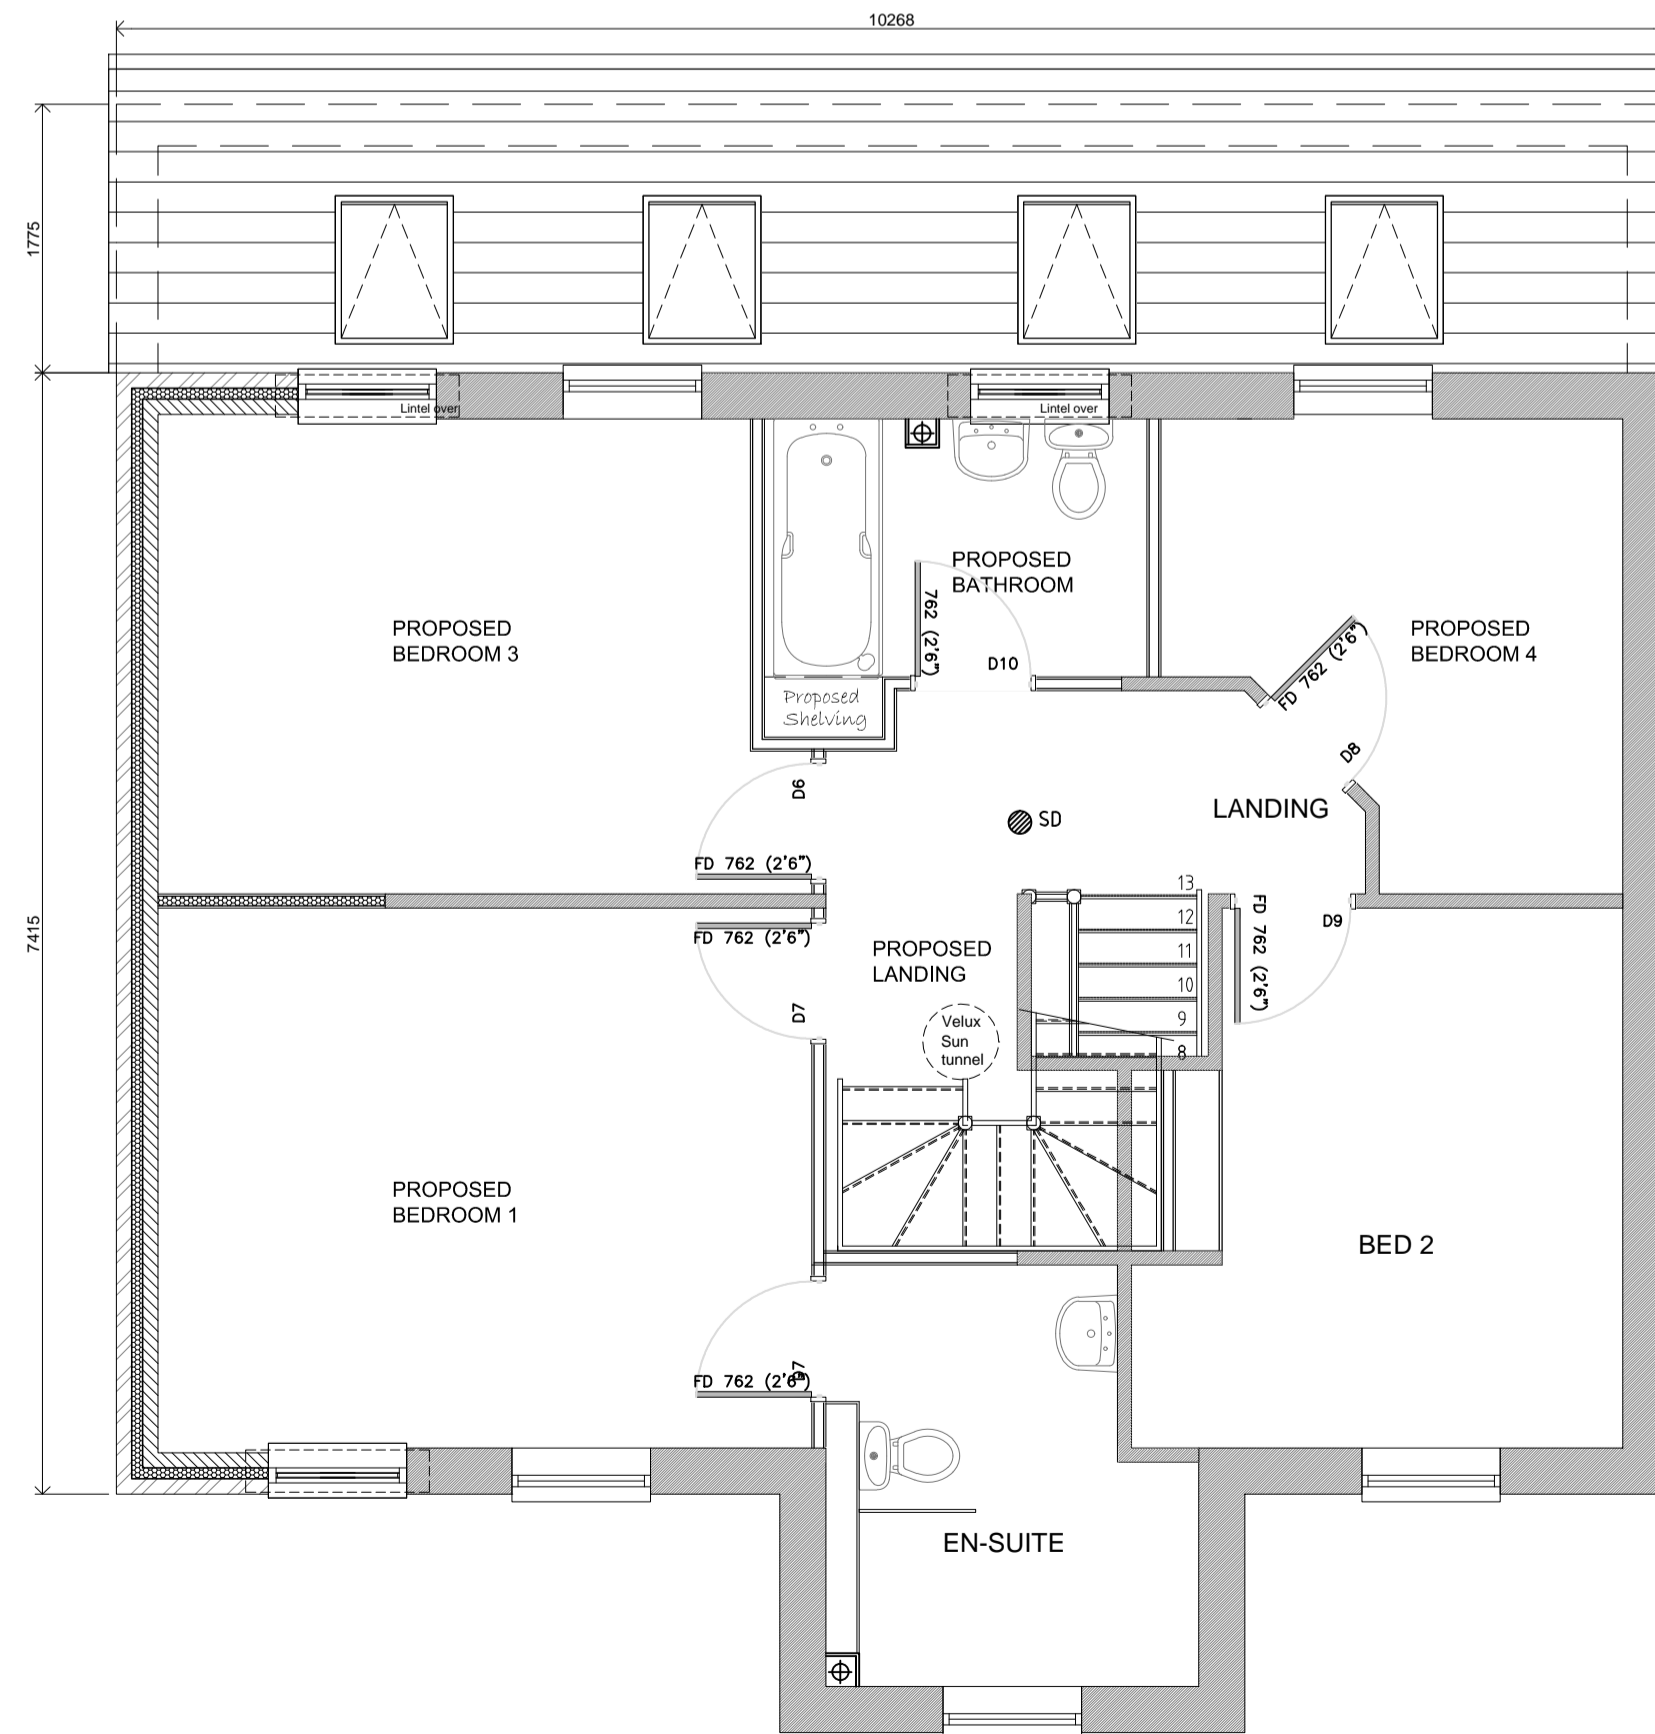 10268
1775
Lintel over
Lintel over
PROPOSED
BATHROOM
762 (2'6")
D10
PROPOSED
BEDROOM 3
PROPOSED
BEDROOM 4
FD 762 (2'6")
D8
Proposed
Shelving
D6
SD
LANDING
FD 762 (2'6")
7415
FD 762 (2'6")
D7
PROPOSED
LANDING
13
12
11
10
9
8
FD 762 (2'6")
D9
Velux
Sun
tunnel
PROPOSED
BEDROOM 1
BED 2
D7
FD 762 (2'6")
EN-SUITE